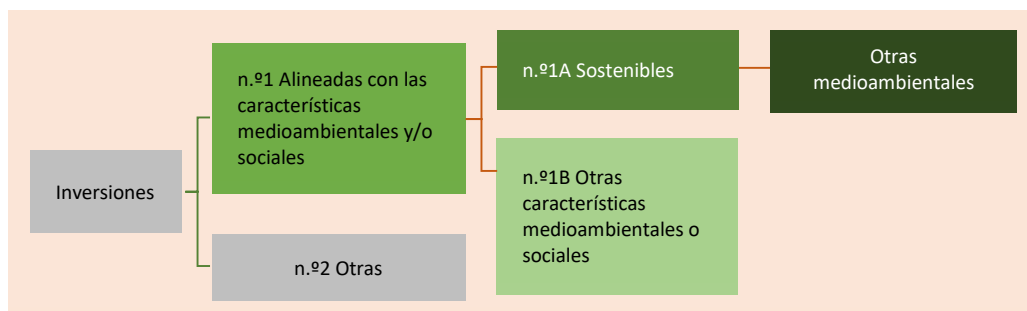 Inversiones
n.º1 Alineadas con las
características
medioambientales y/o
sociales
n.º2 Otras
n.º1A Sostenibles
n.º1B Otras
características
medioambientales o
sociales
Otras
medioambientales